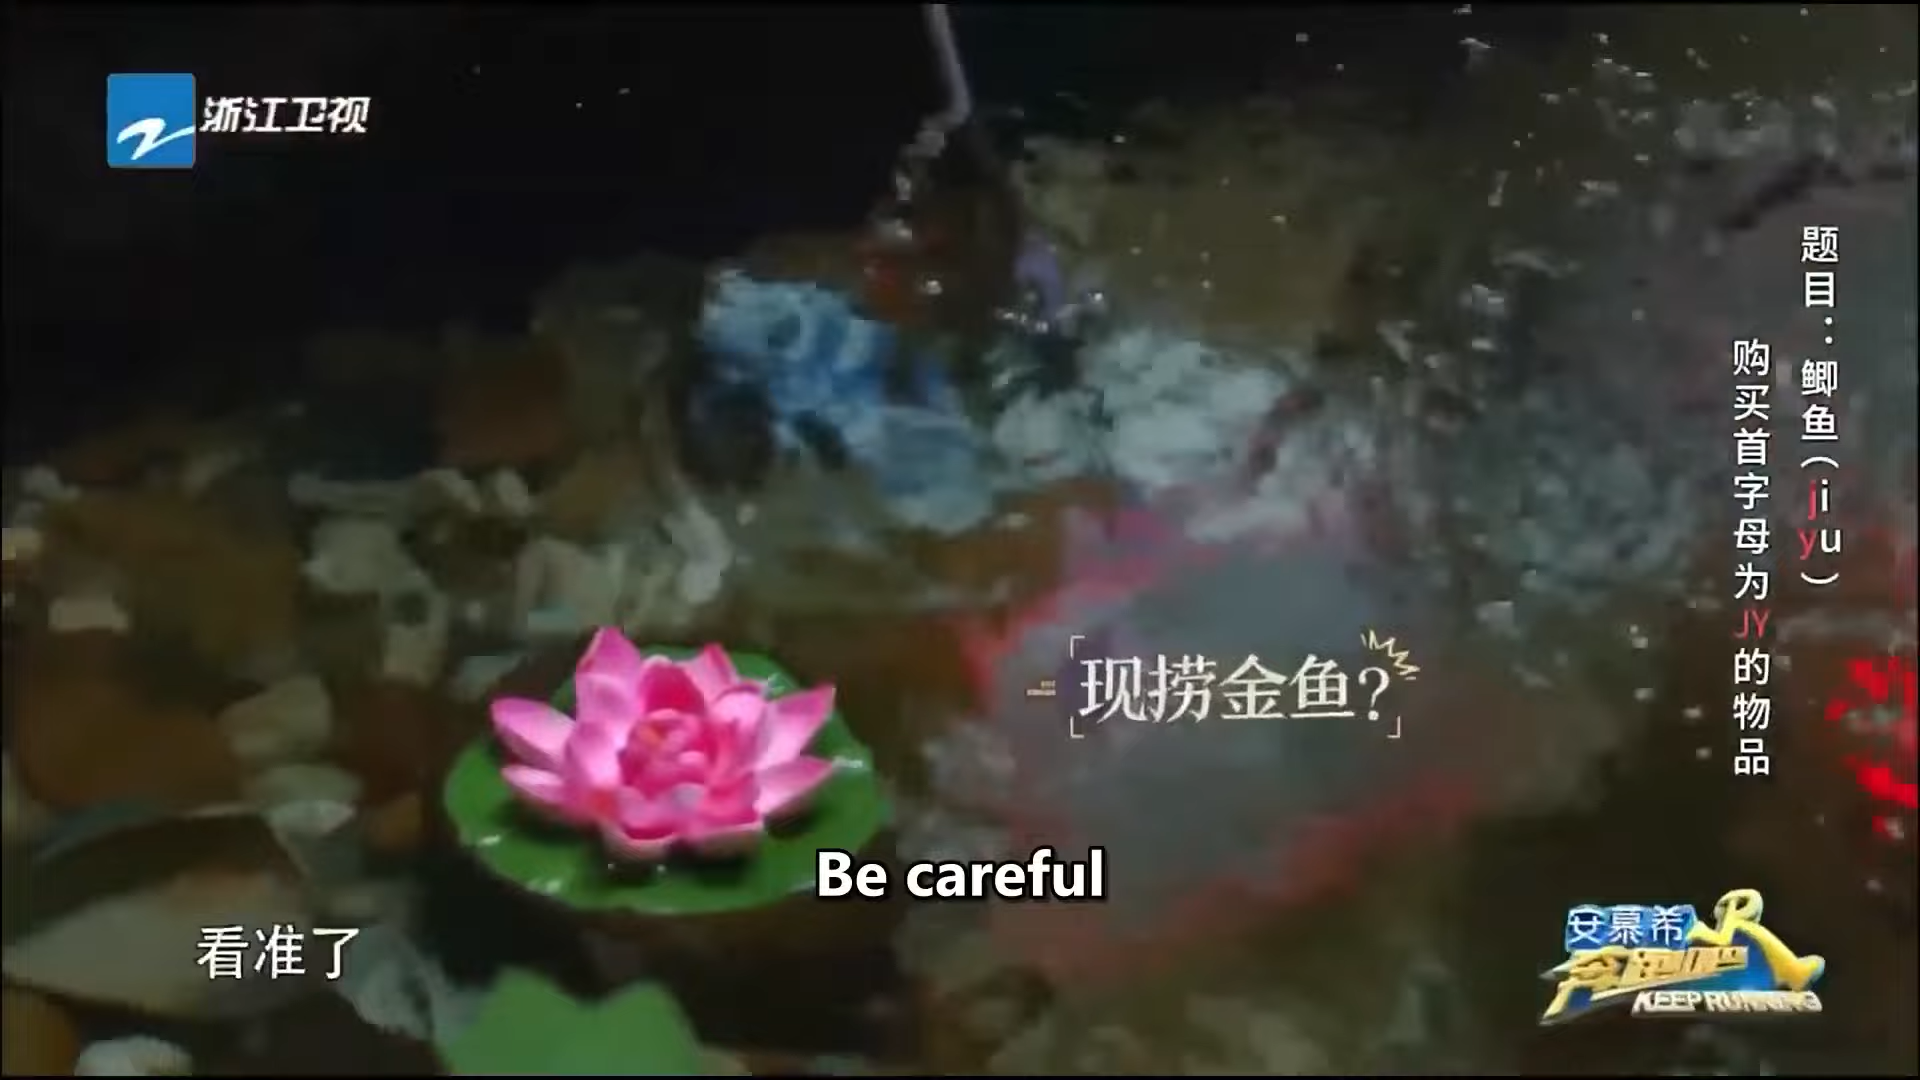 浙江卫视
题目：鲫鱼（ji yu）
购买首字母为JY的物品
现捞金鱼?
Be careful
看准了
安慕希
奔跑吧
KEEP RUNNING